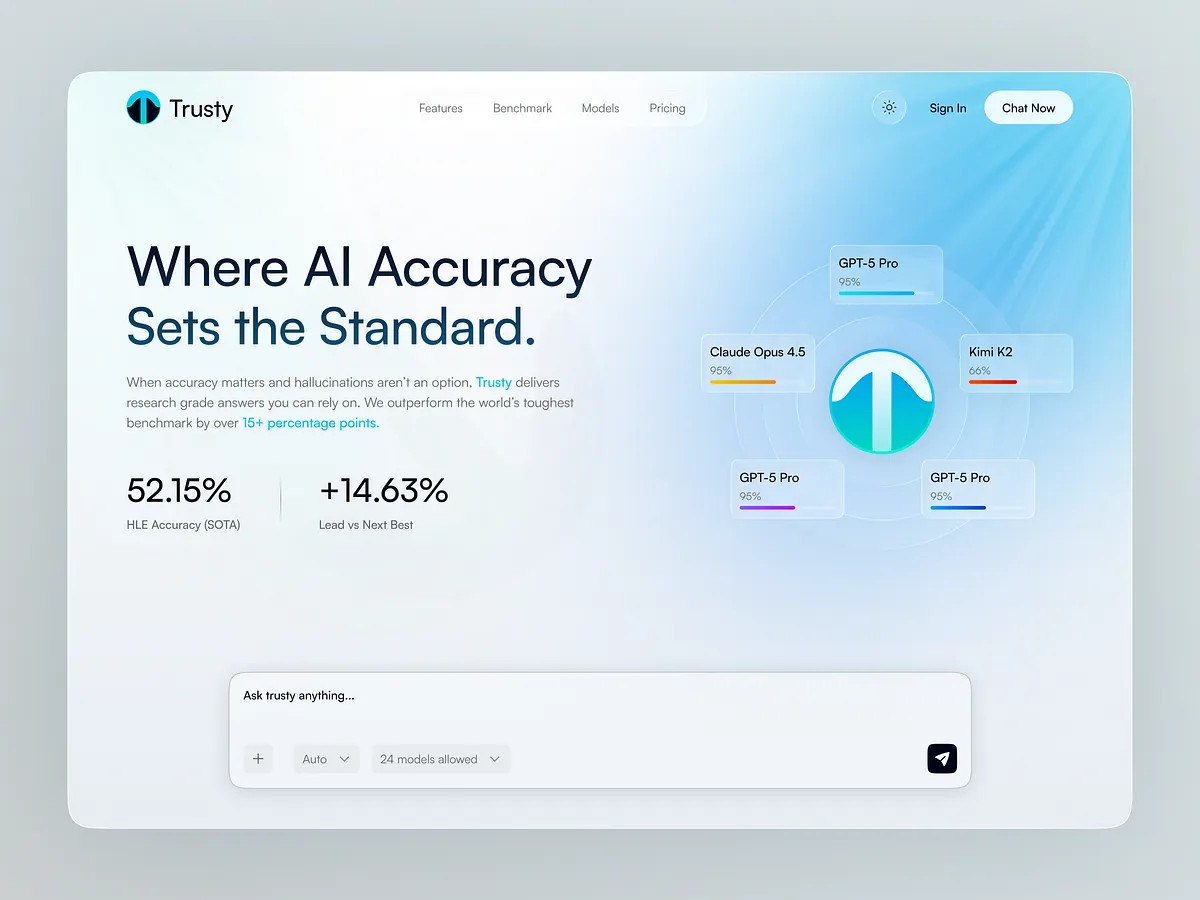 Trusty
Features
Benchmark
Models
Pricing
Sign In
Chat Now
Where AI Accuracy
Sets the Standard.
When accuracy matters and hallucinations aren't an option, Trusty delivers
research grade answers you can rely on. We outperform the world's toughest
benchmark by over 15+ percentage points.
52.15%
HLE Accuracy (SOTA)
+14.63%
Lead vs Next Best
GPT-5 Pro
95%
Claude Opus 4.5
95%
Kimi K2
66%
GPT-5 Pro
95%
GPT-5 Pro
95%
Ask trusty anything...
Auto
24 models allowed